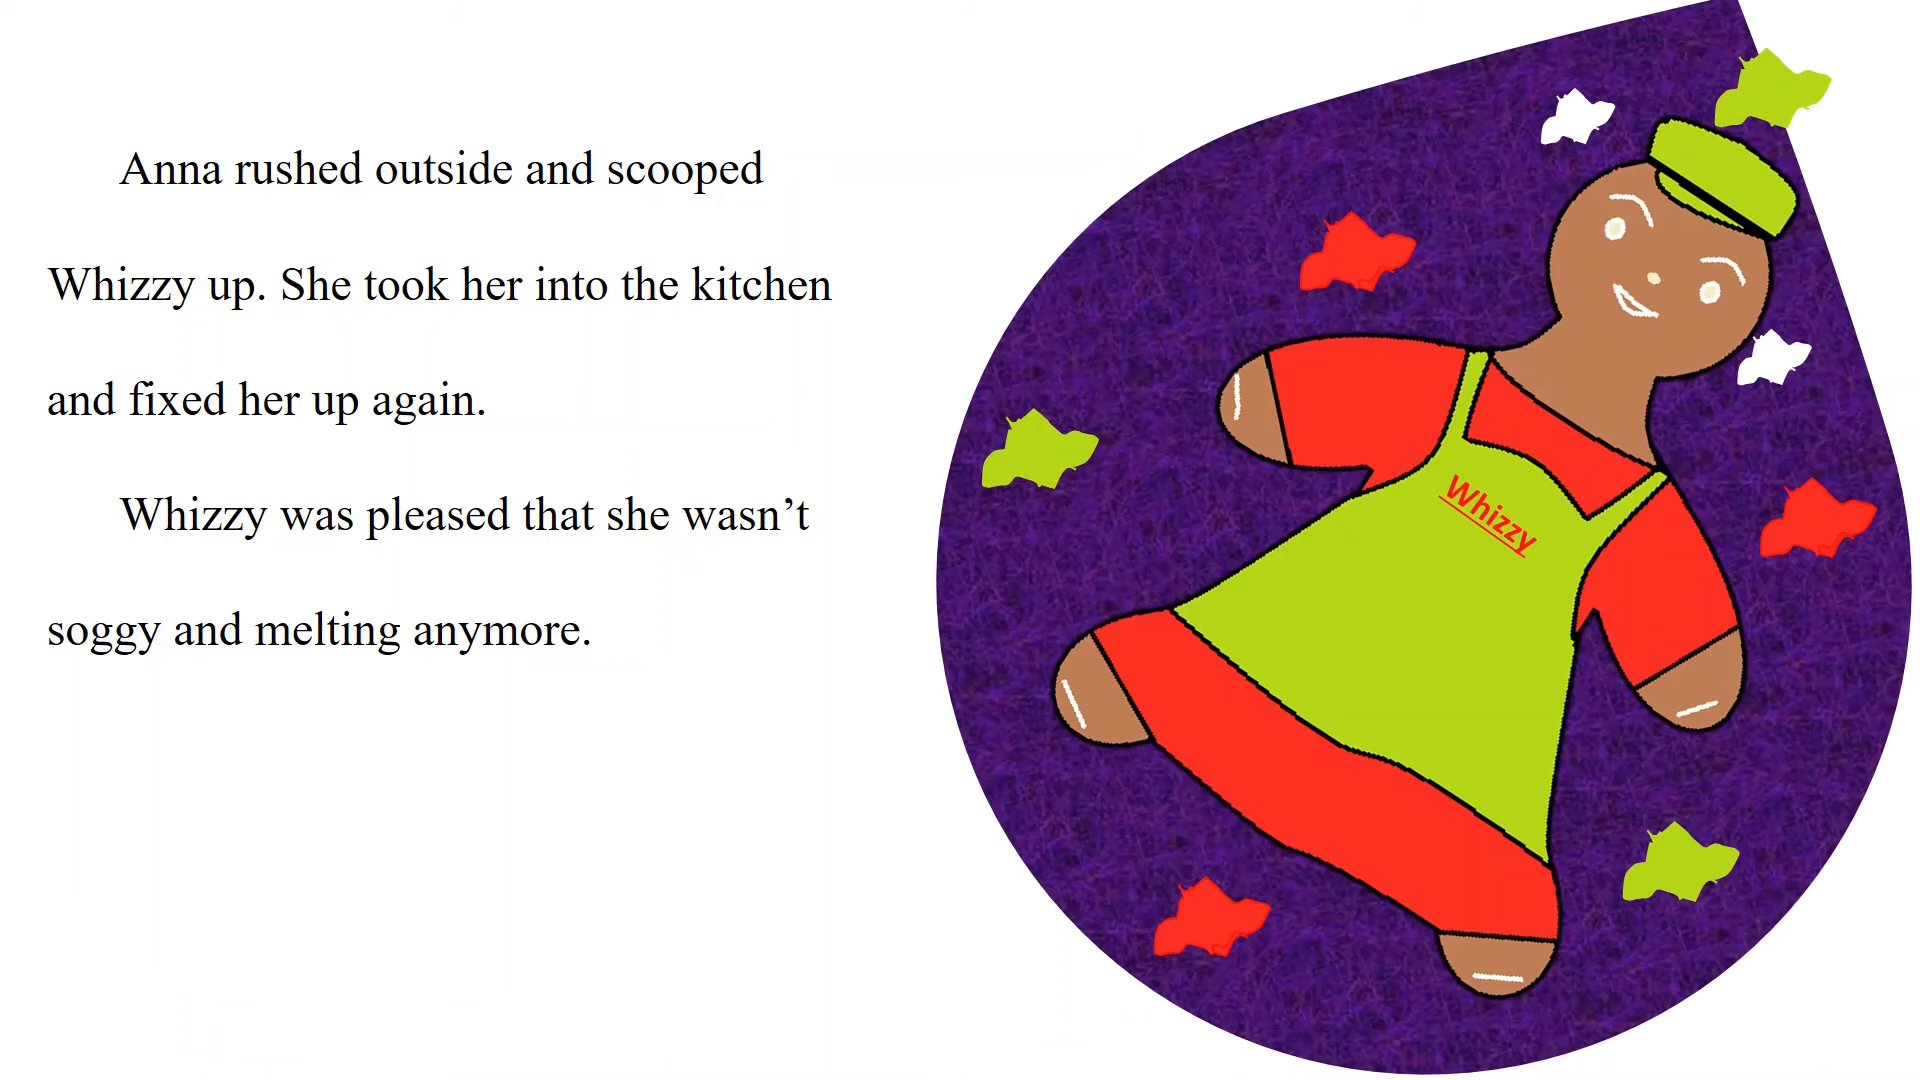 Anna rushed outside and scooped
Whizzy up. She took her into the kitchen
and fixed her up again.
Whizzy was pleased that she wasn’t
soggy and melting anymore.
Whizzy